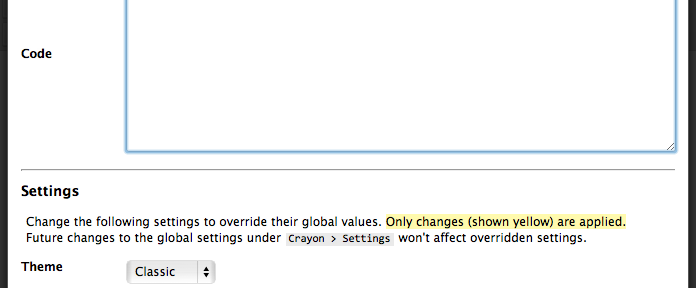 Code
Settings
Change the following settings to override their global values. Only changes (shown yellow) are applied.
Future changes to the global settings under Crayon > Settings won't affect overridden settings.
Theme
Classic